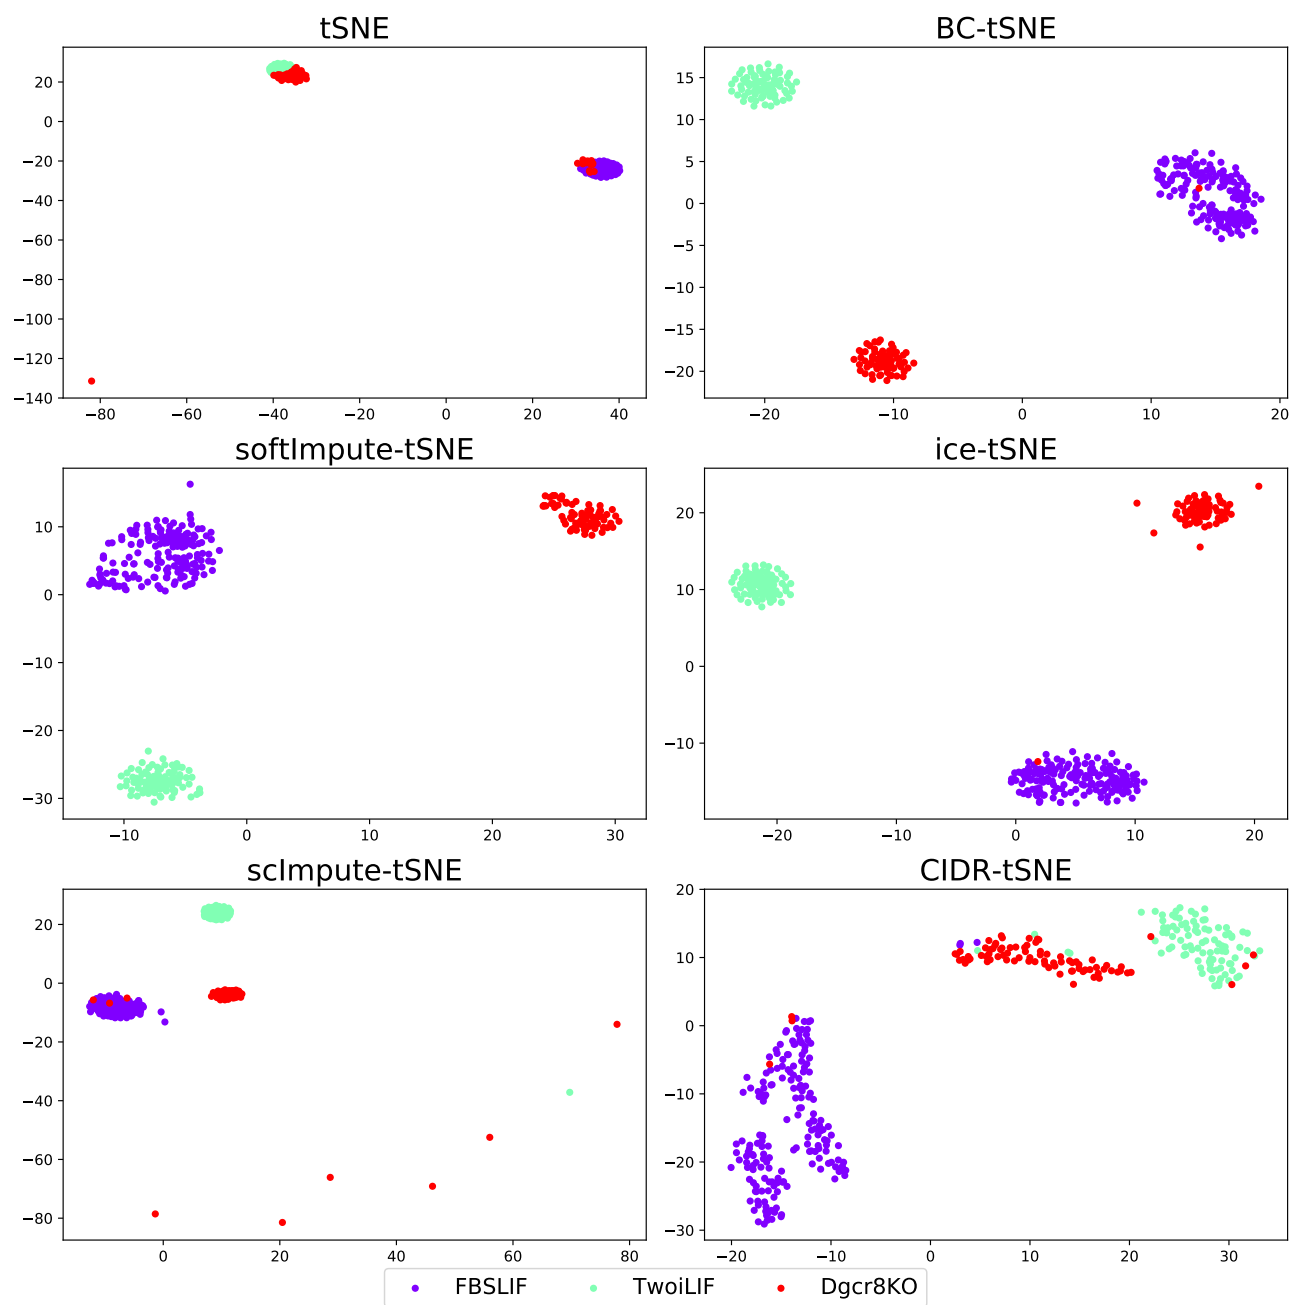 tSNE
20
0
−20
−40
−60
−80
−100
−120
−140
−80 −60 −40 −20 0 20 40
BC-tSNE
15
10
5
0
−5
−10
−15
−20
−20 −10 0 10 20
softImpute-tSNE
10
0
−10
−20
−30
−10 0 10 20 30
ice-tSNE
20
10
0
−10
−20 −10 0 10 20
scImpute-tSNE
20
0
−20
−40
−60
−80
0 20 40 60 80
CIDR-tSNE
20
10
0
−10
−20
−30
−20 −10 0 10 20 30
FBSLIF TwoiLIF Dgcr8KO